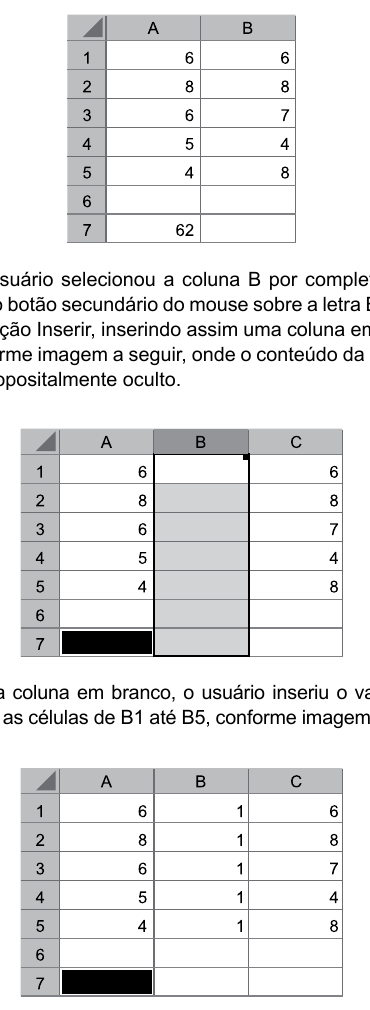 A B
1 6 6
2 8 8
3 6 7
4 5 4
5 4 8
6
7 62
suário selecionou a coluna B por complet
o botão secundário do mouse sobre a letra
ção Inserir, inserindo assim uma coluna em
rme imagem a seguir, onde o conteúdo da
opositalmente oculto.
A B C
1 6 6
2 8 8
3 6 7
4 5 4
5 4 8
6
7
a coluna em branco, o usuário inseriu o va
as células de B1 até B5, conforme imagem
A B C
1 6 1 6
2 8 1 8
3 6 1 7
4 5 1 4
5 4 1 8
6
7